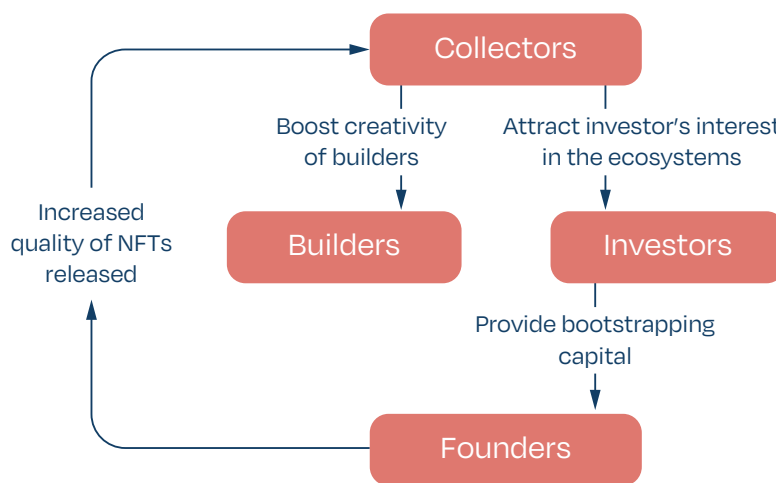 Collectors
Boost creativity
of builders
Attract investor's interest
in the ecosystems
Increased
quality of NFTs
released
Builders
Investors
Provide bootstrapping
capital
Founders